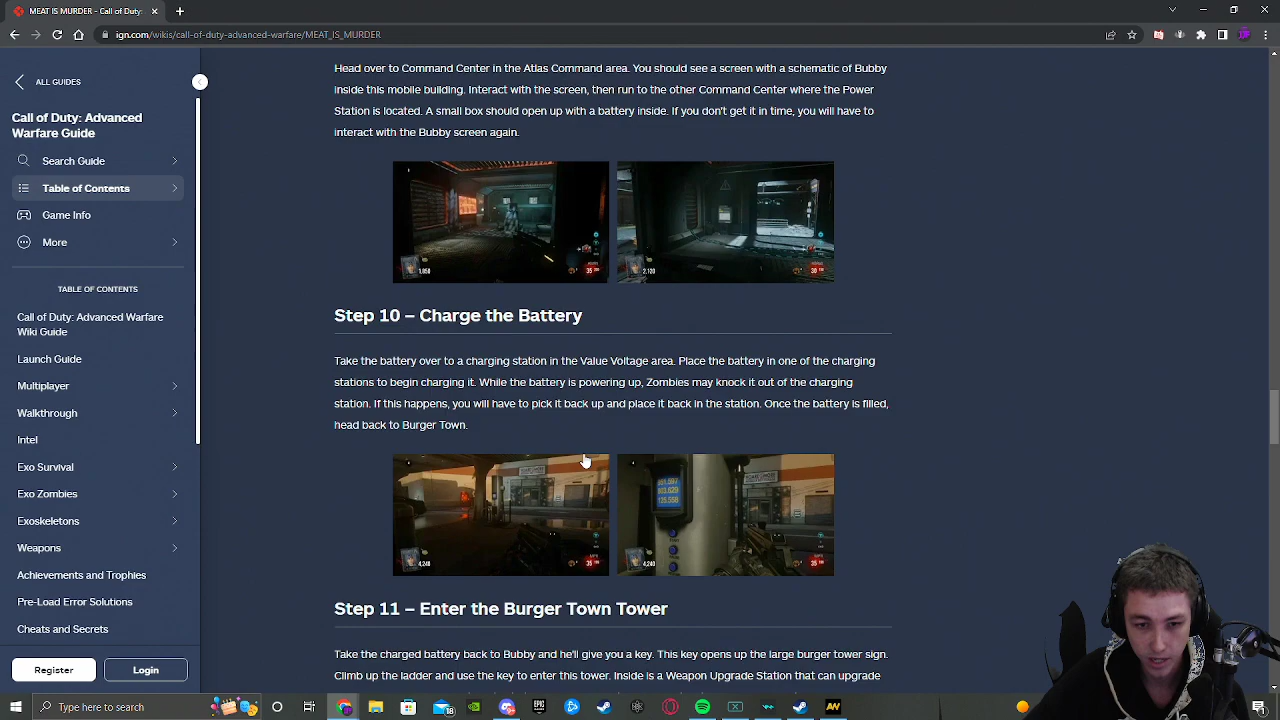 MEAT IS MURDER - Call of Duty:
ign.com/wikis/call-of-duty-advanced-warfare/MEAT_IS_MURDER
ALL GUIDES
Call of Duty: Advanced
Warfare Guide
Search Guide
Table of Contents
Game Info
More
TABLE OF CONTENTS
Call of Duty: Advanced Warfare
Wiki Guide
Launch Guide
Multiplayer
Walkthrough
Intel
Exo Survival
Exo Zombies
Exoskeletons
Weapons
Achievements and Trophies
Pre-Load Error Solutions
Cheats and Secrets
Register
Login
Head over to Command Center in the Atlas Command area. You should see a screen with a schematic of Bubby
inside this mobile building. Interact with the screen, then run to the other Command Center where the Power
Station is located. A small box should open up with a battery inside. If you don't get it in time, you will have to
interact with the Bubby screen again.
1,850
35
2,120
30
Step 10 – Charge the Battery
Take the battery over to a charging station in the Value Voltage area. Place the battery in one of the charging
stations to begin charging it. While the battery is powering up, Zombies may knock it out of the charging
station. If this happens, you will have to pick it back up and place it back in the station. Once the battery is filled,
head back to Burger Town.
4,240
35
4,240
35
Step 11 – Enter the Burger Town Tower
Take the charged battery back to Bubby and he'll give you a key. This key opens up the large burger tower sign.
Climb up the ladder and use the key to enter this tower. Inside is a Weapon Upgrade Station that can upgrade
Type here to search